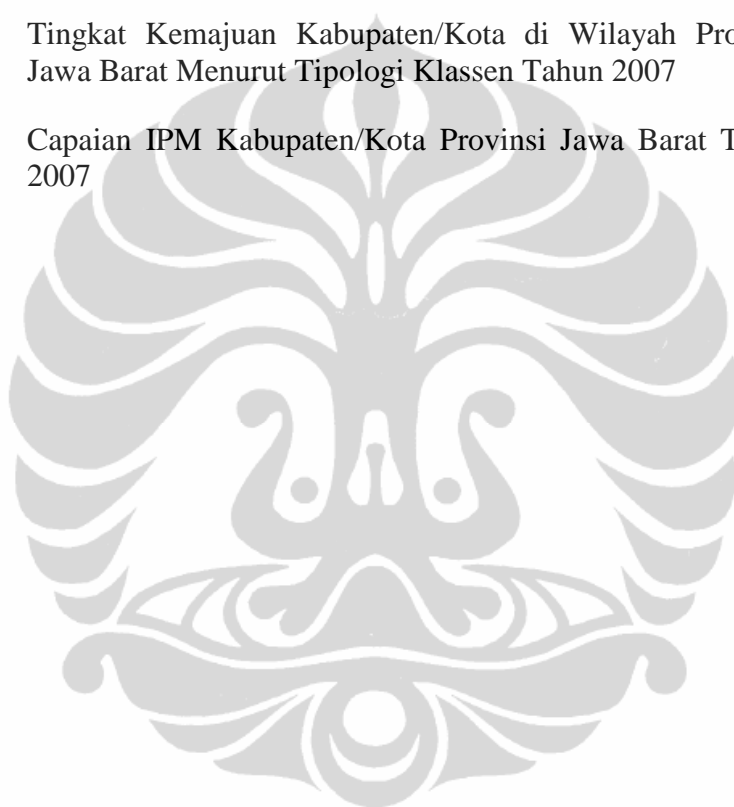 Tingkat Kemajuan Kabupaten/Kota di Wilayah Pro
Jawa Barat Menurut Tipologi Klassen Tahun 2007
Capaian IPM Kabupaten/Kota Provinsi Jawa Barat T
2007